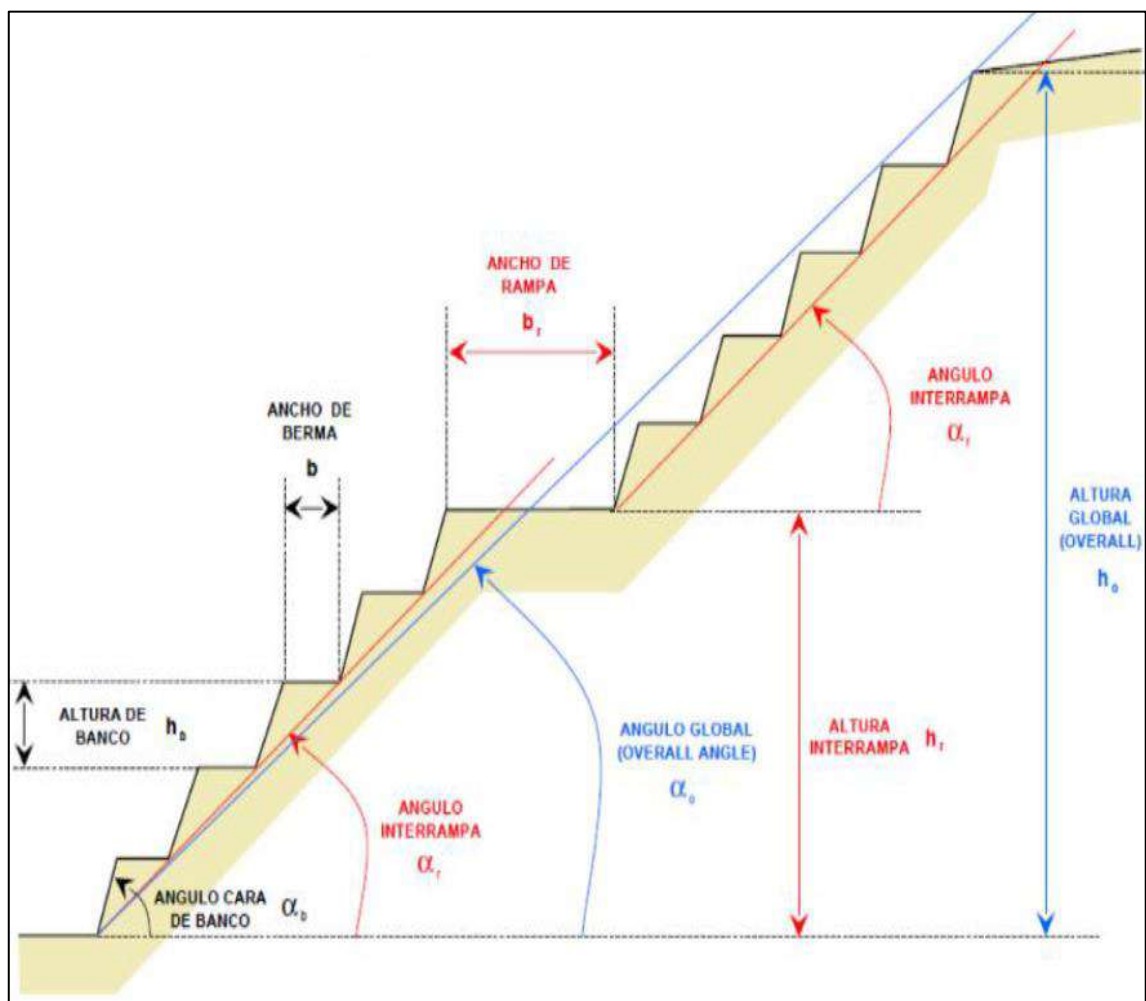 ANCHO DE
RAMPA
b r
ANCHO DE
BERMA
b
ANGULO
INTERRAMPA
α r
ALTURA
GLOBAL
(OVERALL)
h o
ALTURA DE
BANCO h b
ANGULO GLOBAL
(OVERALL ANGLE)
α o
ALTURA
INTERRAMPA h r
ANGULO
INTERRAMPA
α r
ANGULO CARA
DE BANCO α b